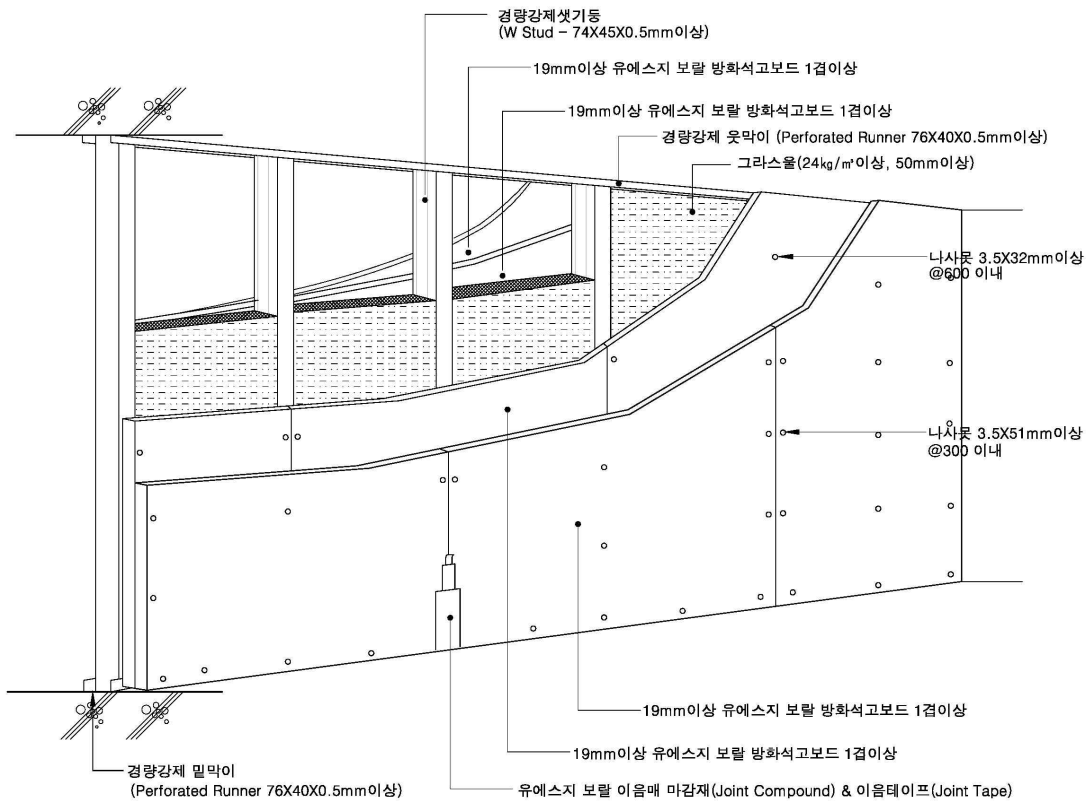 경량강제샛기둥
(W Stud - 74X45X0.5mm이상)
19mm이상 유에스지 보랄 방화석고보드 1겹이상
19mm이상 유에스지 보랄 방화석고보드 1겹이상
경량강제 웃막이 (Perforated Runner 76X40X0.5mm이상)
그라스울(24kg/㎥이상, 50mm이상)
나사못 3.5X32mm이상
@600 이내
나사못 3.5X51mm이상
@300 이내
19mm이상 유에스지 보랄 방화석고보드 1겹이상
19mm이상 유에스지 보랄 방화석고보드 1겹이상
경량강제 밑막이
(Perforated Runner 76X40X0.5mm이상)
유에스지 보랄 이음매 마감재(Joint Compound) & 이음테이프(Joint Tape)